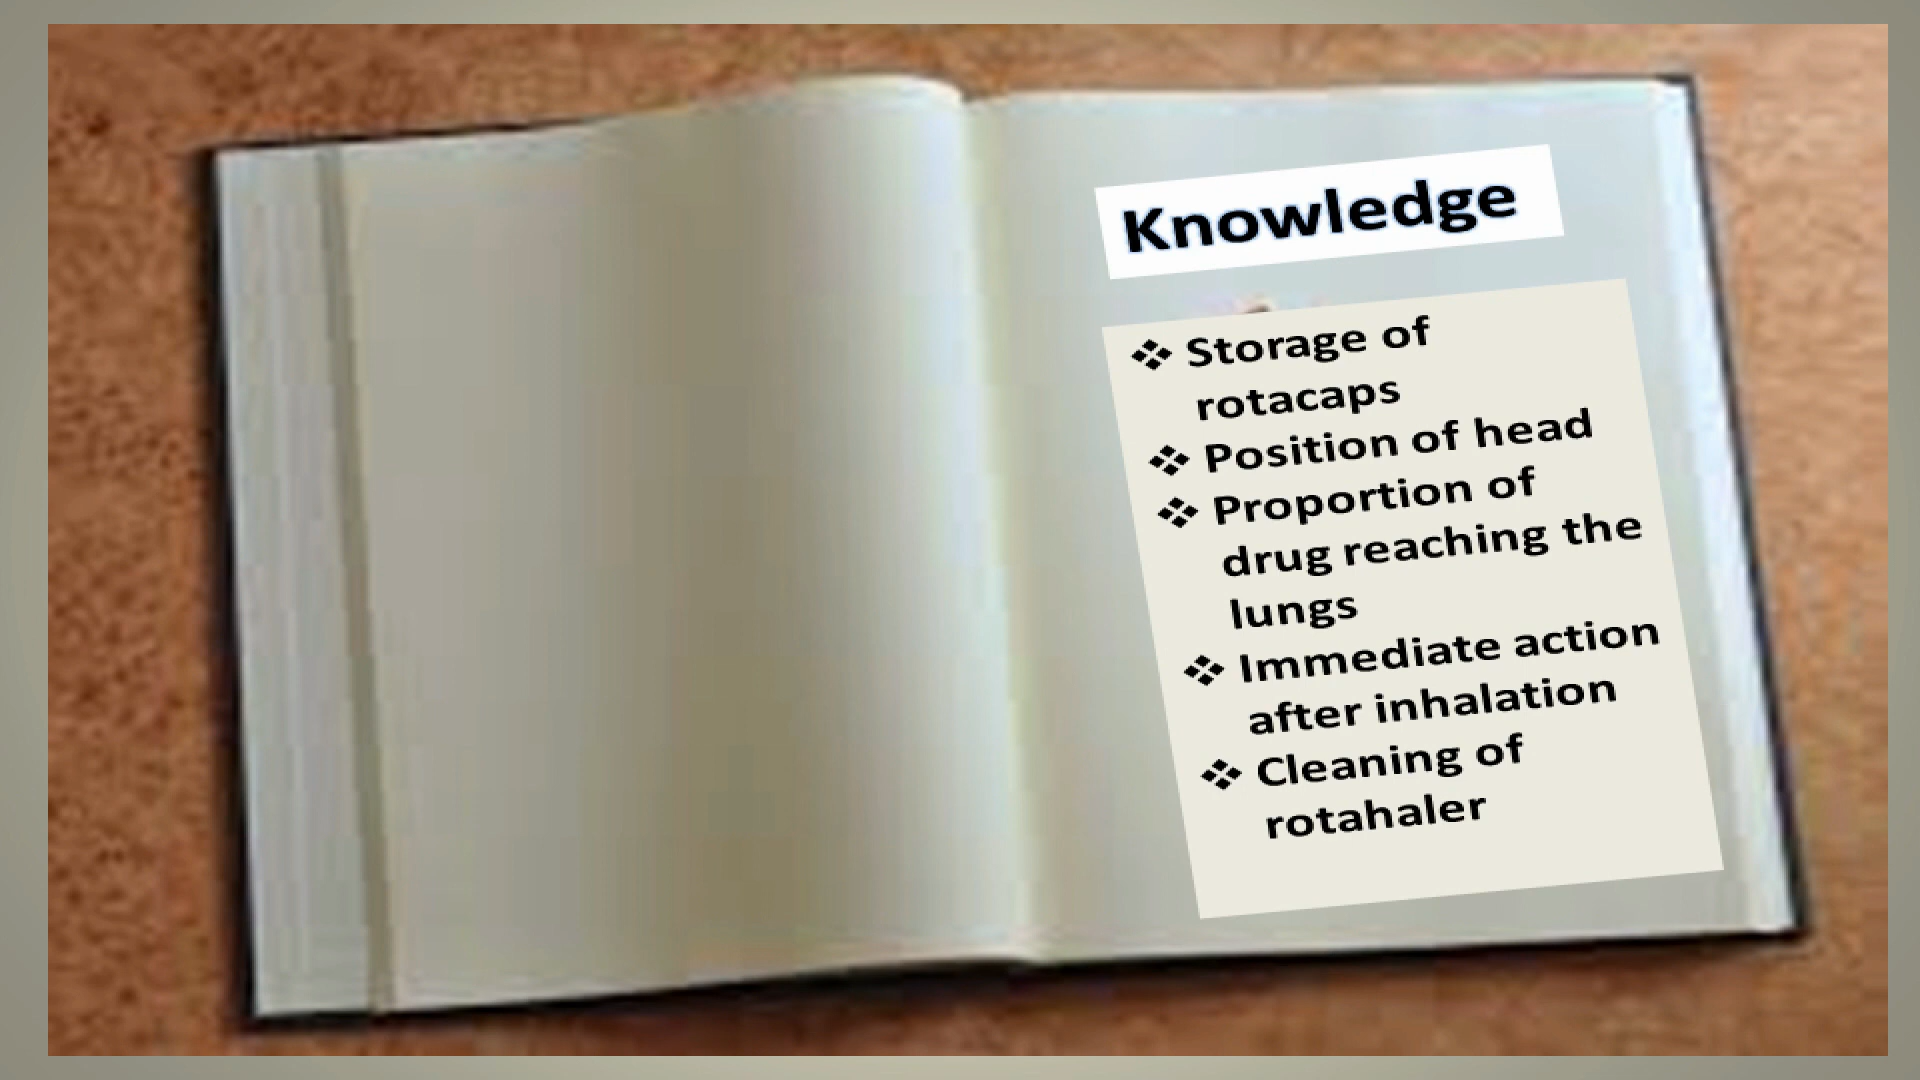 Knowledge
❖ Storage of
rotacaps
❖ Position of head
❖ Proportion of
drug reaching the
lungs
❖ Immediate action
after inhalation
❖ Cleaning of
rotahaler